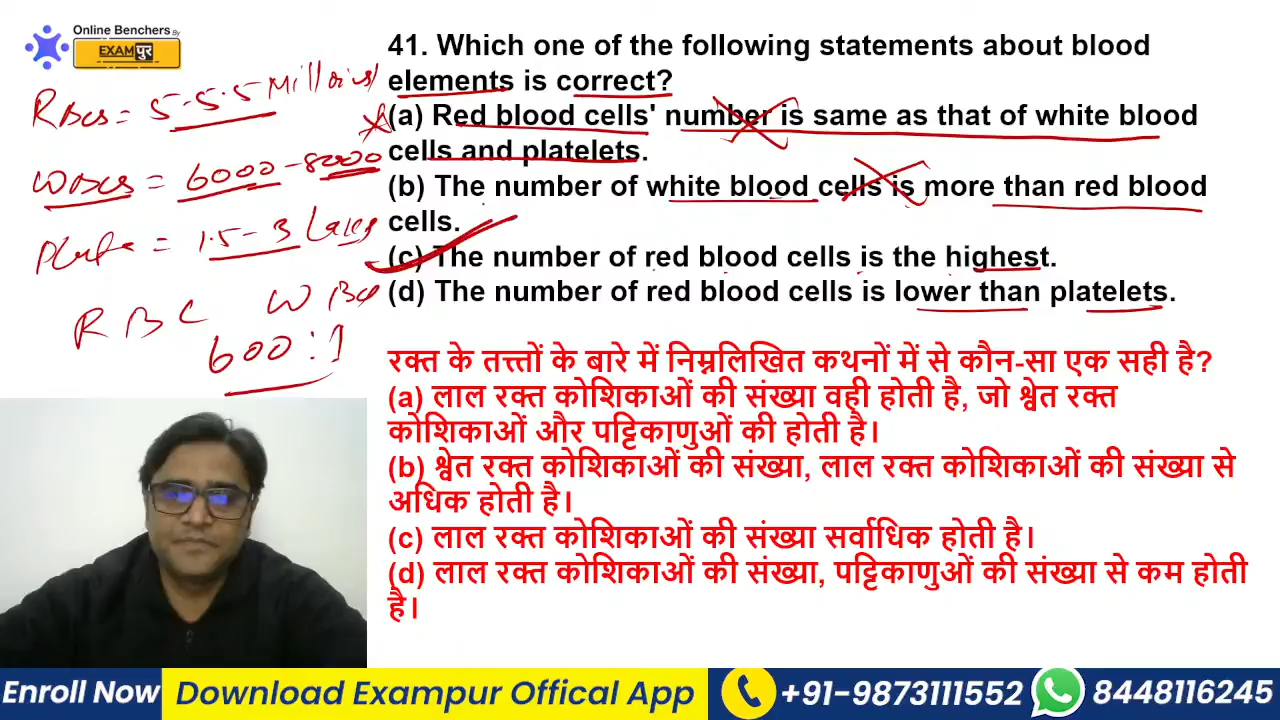 Online Benchers By
EXAMपुर
RBCs = 5-5.5 Millions/
WBCs = 6000-8000
= 1.5-3 Lacs
RBC WBC
600:1
41. Which one of the following statements about blood
elements is correct?
(a) Red blood cells' number is same as that of white blood
cells and platelets.
(b) The number of white blood cells is more than red blood
cells.
(c) The number of red blood cells is the highest.
(d) The number of red blood cells is lower than platelets.
रक्त के तत्त्तों के बारे में निम्नलिखित कथनों में से कौन-सा एक सही है?
(a) लाल रक्त कोशिकाओं की संख्या वही होती है, जो श्वेत रक्त
कोशिकाओं और पट्टिकाणुओं की होती है।
(b) श्वेत रक्त कोशिकाओं की संख्या, लाल रक्त कोशिकाओं की संख्या से
अधिक होती है।
(c) लाल रक्त कोशिकाओं की संख्या सर्वाधिक होती है।
(d) लाल रक्त कोशिकाओं की संख्या, पट्टिकाणुओं की संख्या से कम होती
है।
Enroll Now Download Exampur Offical App +91-9873111552 8448116245